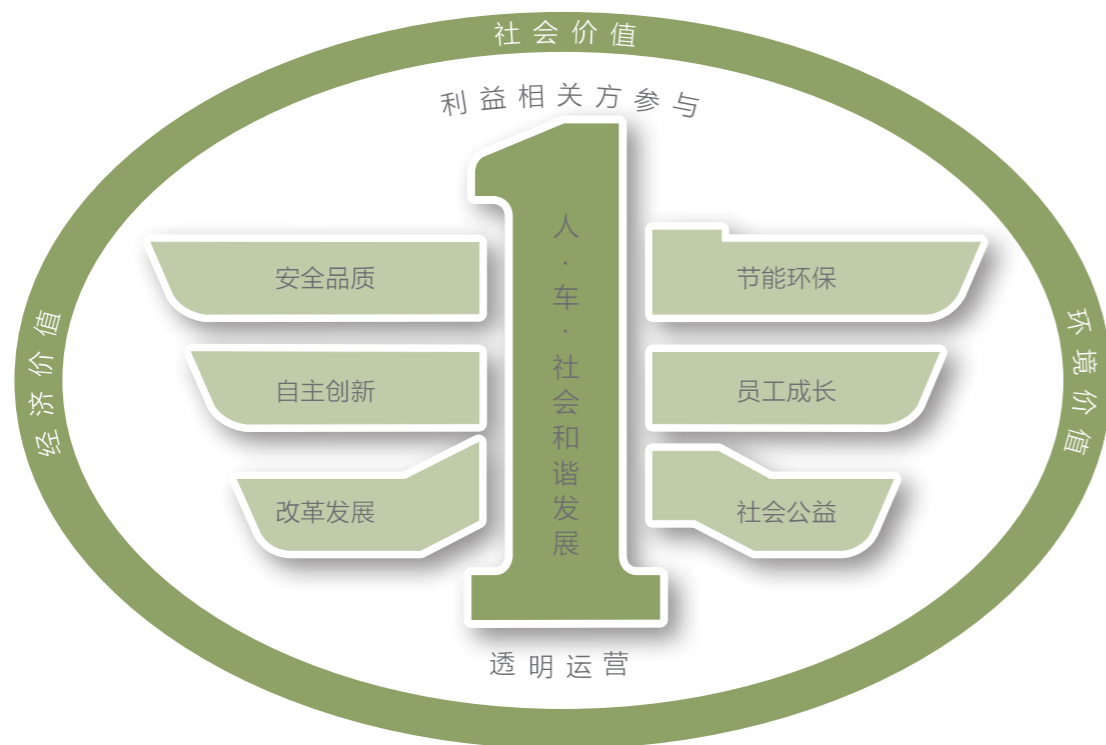 社会价值
利益相关方参与
经济价值
环境价值
人·车·社会和谐发展
安全品质
节能环保
自主创新
员工成长
改革发展
社会公益
透明运营